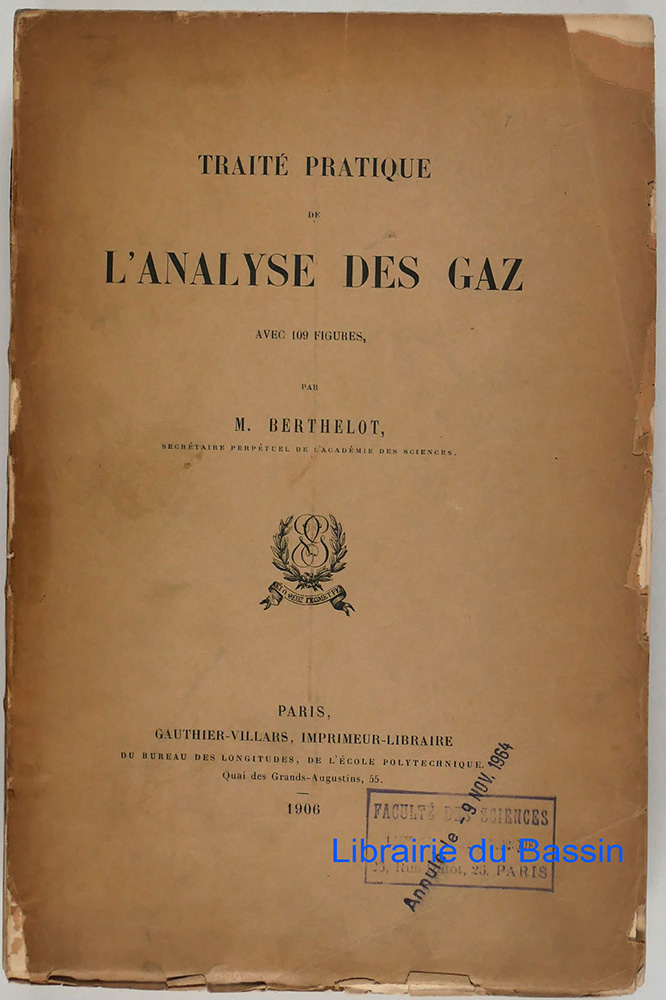 TRAITÉ PRATIQUE
DE
L'ANALYSE DES GAZ
AVEC 109 FIGURES,
PAR
M. BERTHELOT,
SECRÉTAIRE PERPÉTUEL DE L'ACADÉMIE DES SCIENCES.
PARIS,
GAUTHIER-VILLARS, IMPRIMEUR-LIBRAIRE
DU BUREAU DES LONGITUDES, DE L'ÉCOLE POLYTECHNIQUE.
Quai des Grands-Augustins, 55.
1906
FACULTÉ DES SCIENCES
Annulé le - 9 NOV. 1964
Librairie du Bassin
23. PARIS